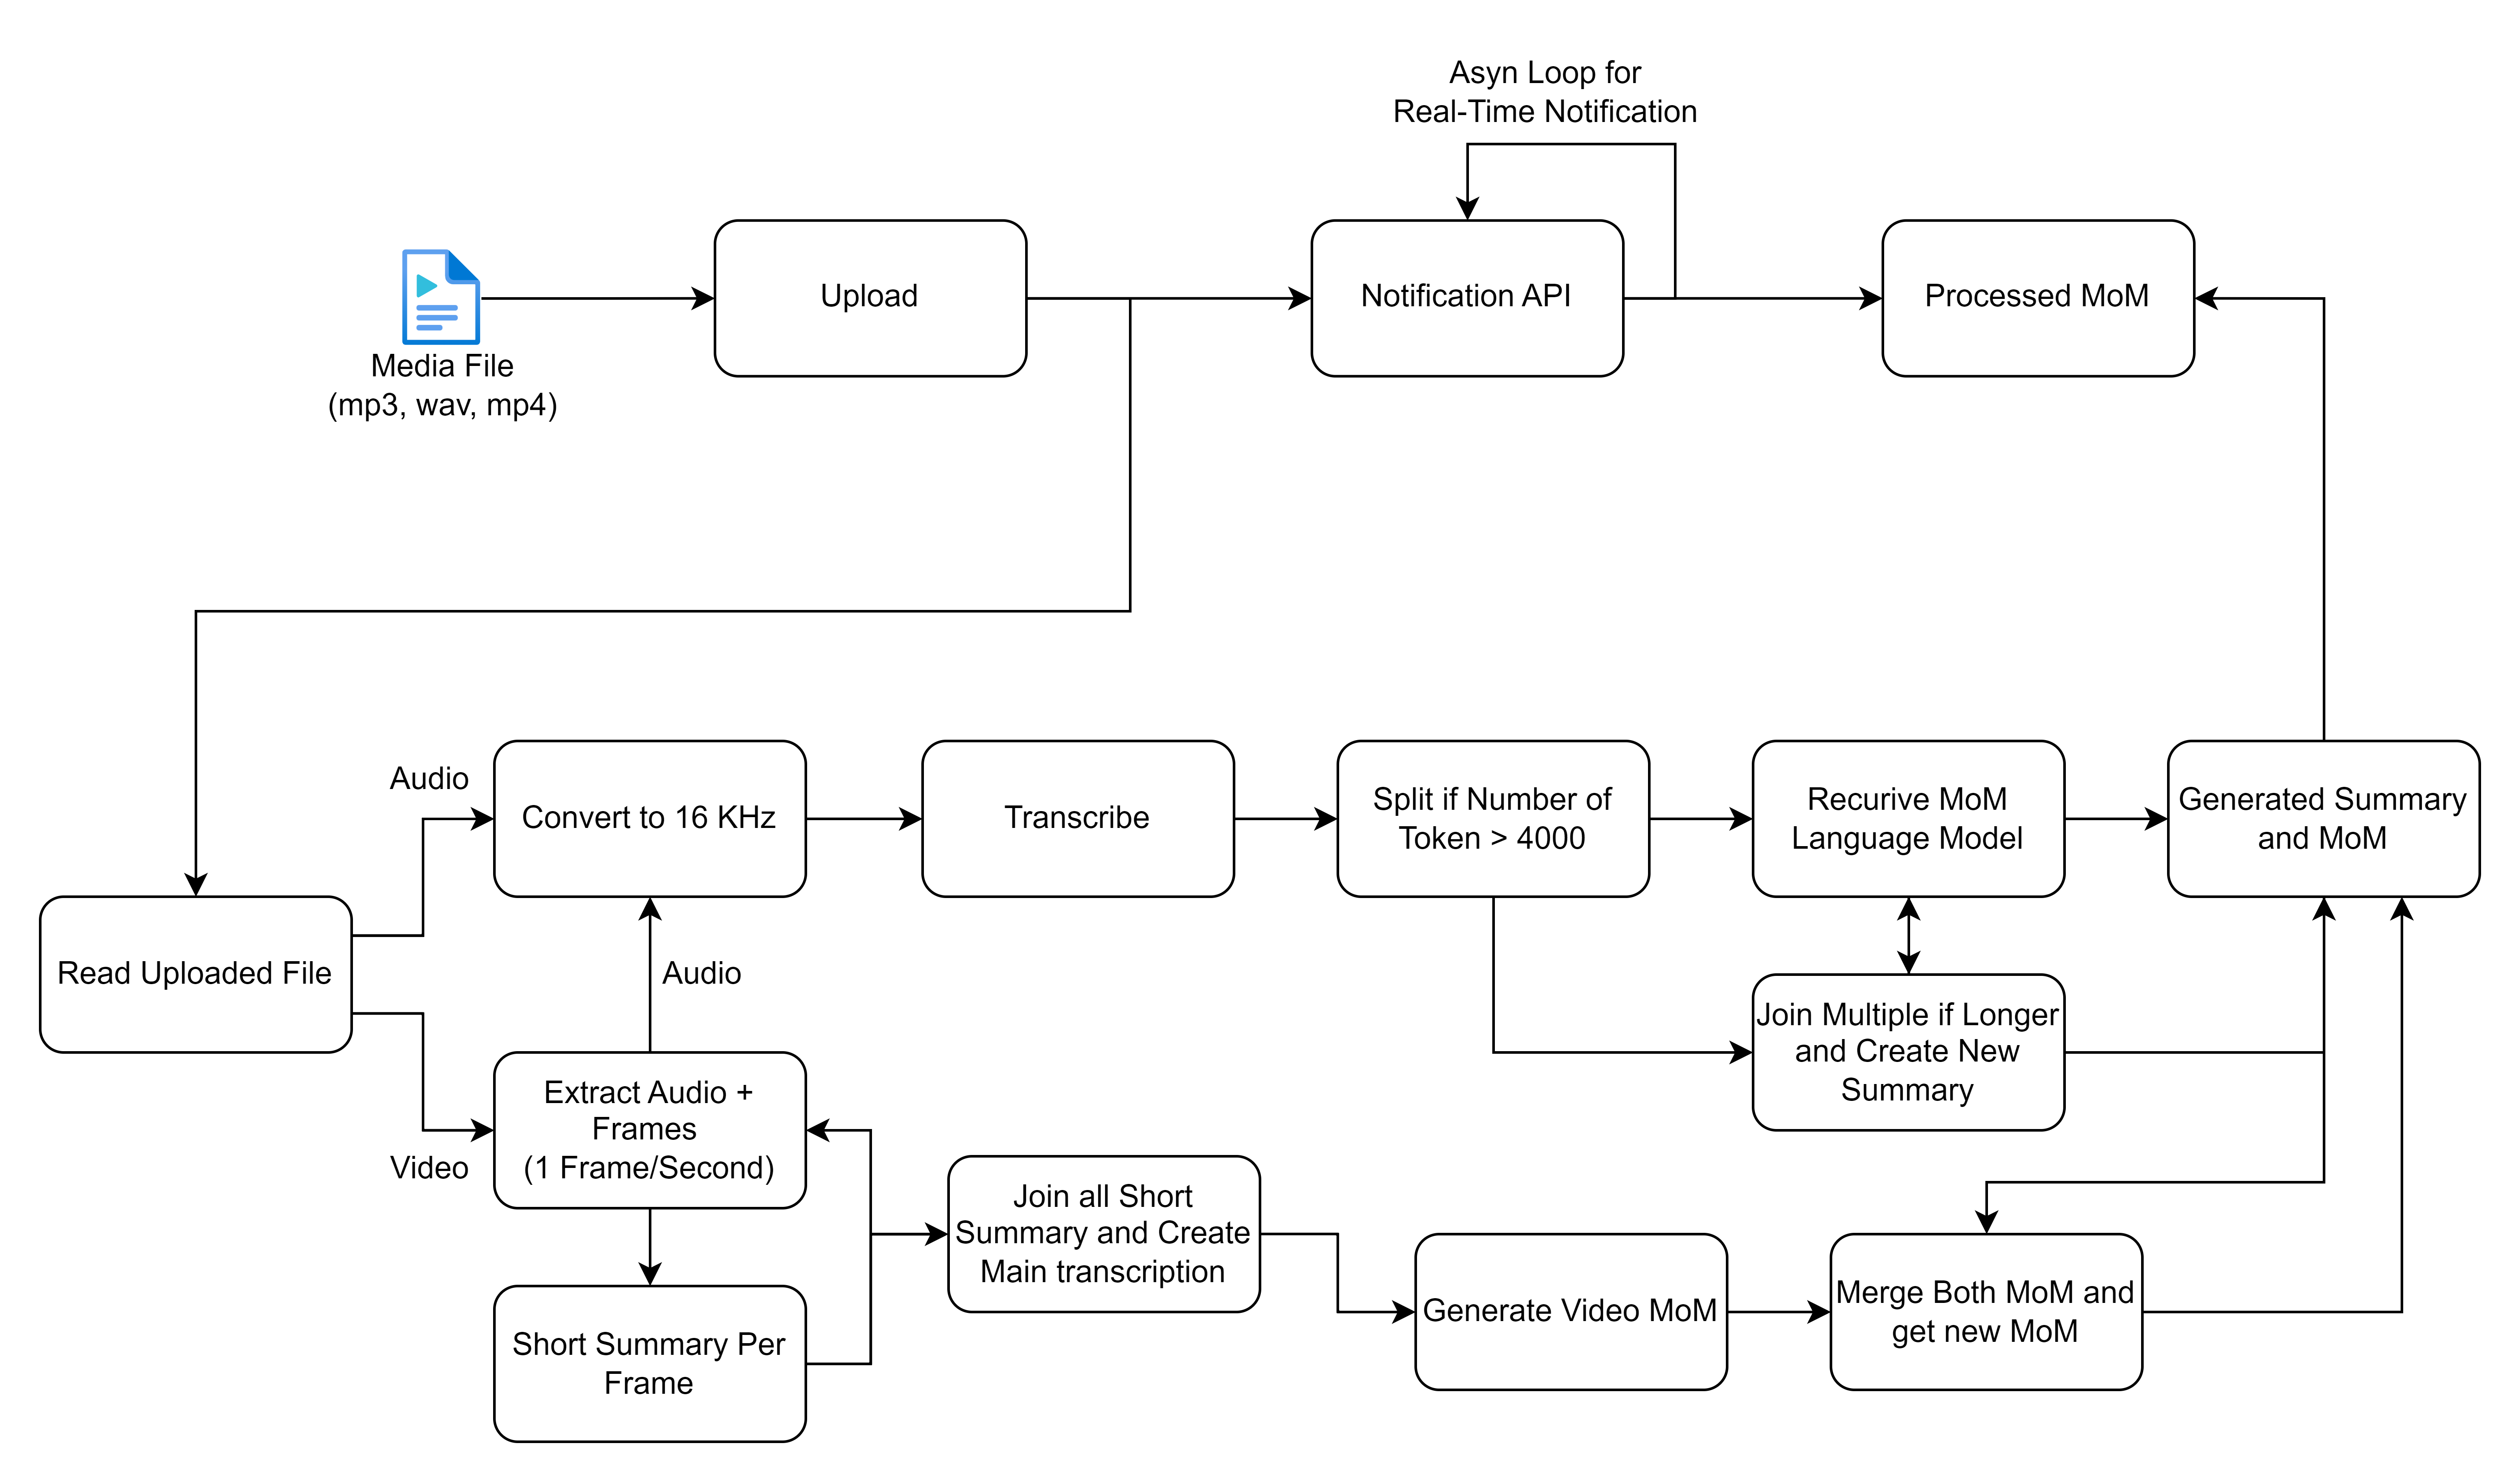 Asyn Loop for
Real-Time Notification
Upload
Notification API
Processed MoM
Media File
(mp3, wav, mp4)
Audio
Convert to 16 KHz
Transcribe
Split if Number of
Token > 4000
Recurive MoM
Language Model
Generated Summary
and MoM
Read Uploaded File
Audio
Video
Extract Audio +
Frames
(1 Frame/Second)
Join Multiple if Longer
and Create New
Summary
Join all Short
Summary and Create
Main transcription
Short Summary Per
Frame
Generate Video MoM
Merge Both MoM and
get new MoM